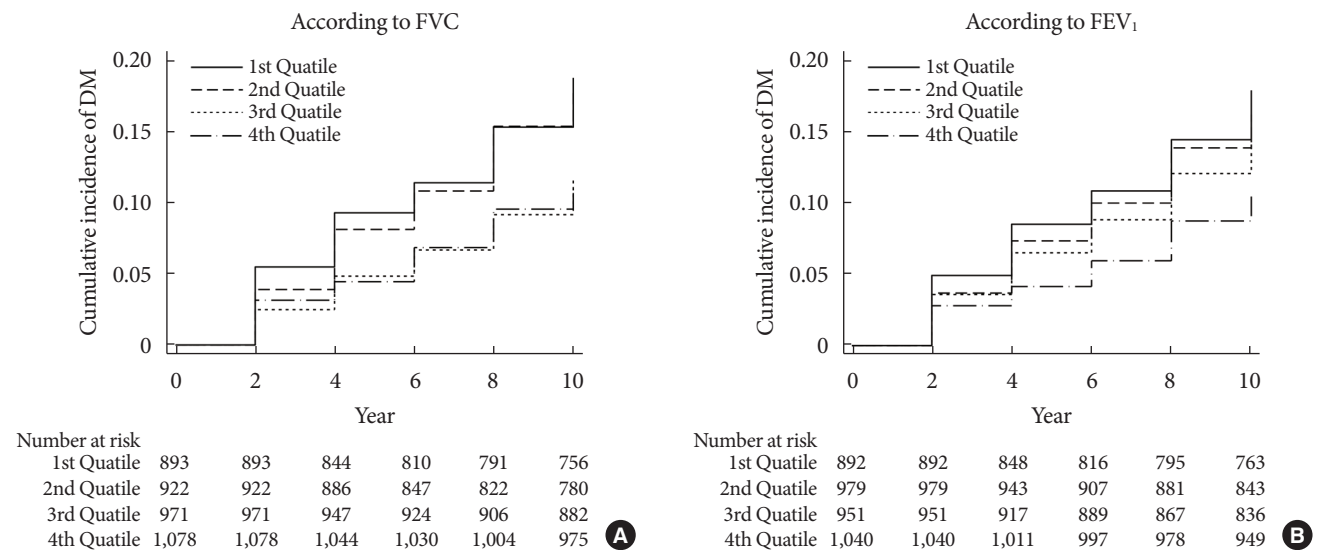 According to FVC
Cumulative incidence of DM
0.20
0.15
0.10
0.05
0
1st Quatile
2nd Quatile
3rd Quatile
4th Quatile
0 2 4 6 8 10
Year
Number at risk
1st Quatile 893 893 844 810 791 756
2nd Quatile 922 922 886 847 822 780
3rd Quatile 971 971 947 924 906 882
4th Quatile 1,078 1,078 1,044 1,030 1,004 975
A
According to FEV₁
Cumulative incidence of DM
0.20
0.15
0.10
0.05
0
1st Quatile
2nd Quatile
3rd Quatile
4th Quatile
0 2 4 6 8 10
Year
Number at risk
1st Quatile 892 892 848 816 795 763
2nd Quatile 979 979 943 907 881 843
3rd Quatile 951 951 917 889 867 836
4th Quatile 1,040 1,040 1,011 997 978 949
B